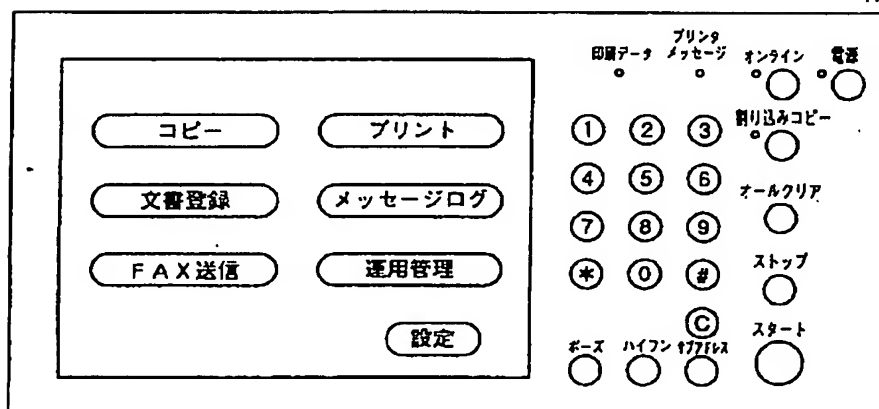 プリンタ
印刷データ メッセージ オンライン 電源
コピー プリント
① ② ③ 割り込みコピー
文書登録 メッセージログ
④ ⑤ ⑥ オールクリア
⑦ ⑧ ⑨
FAX送信 運用管理
* 0 # ストップ
設定
C スタート
ポーズ ハイフン サブアドレス